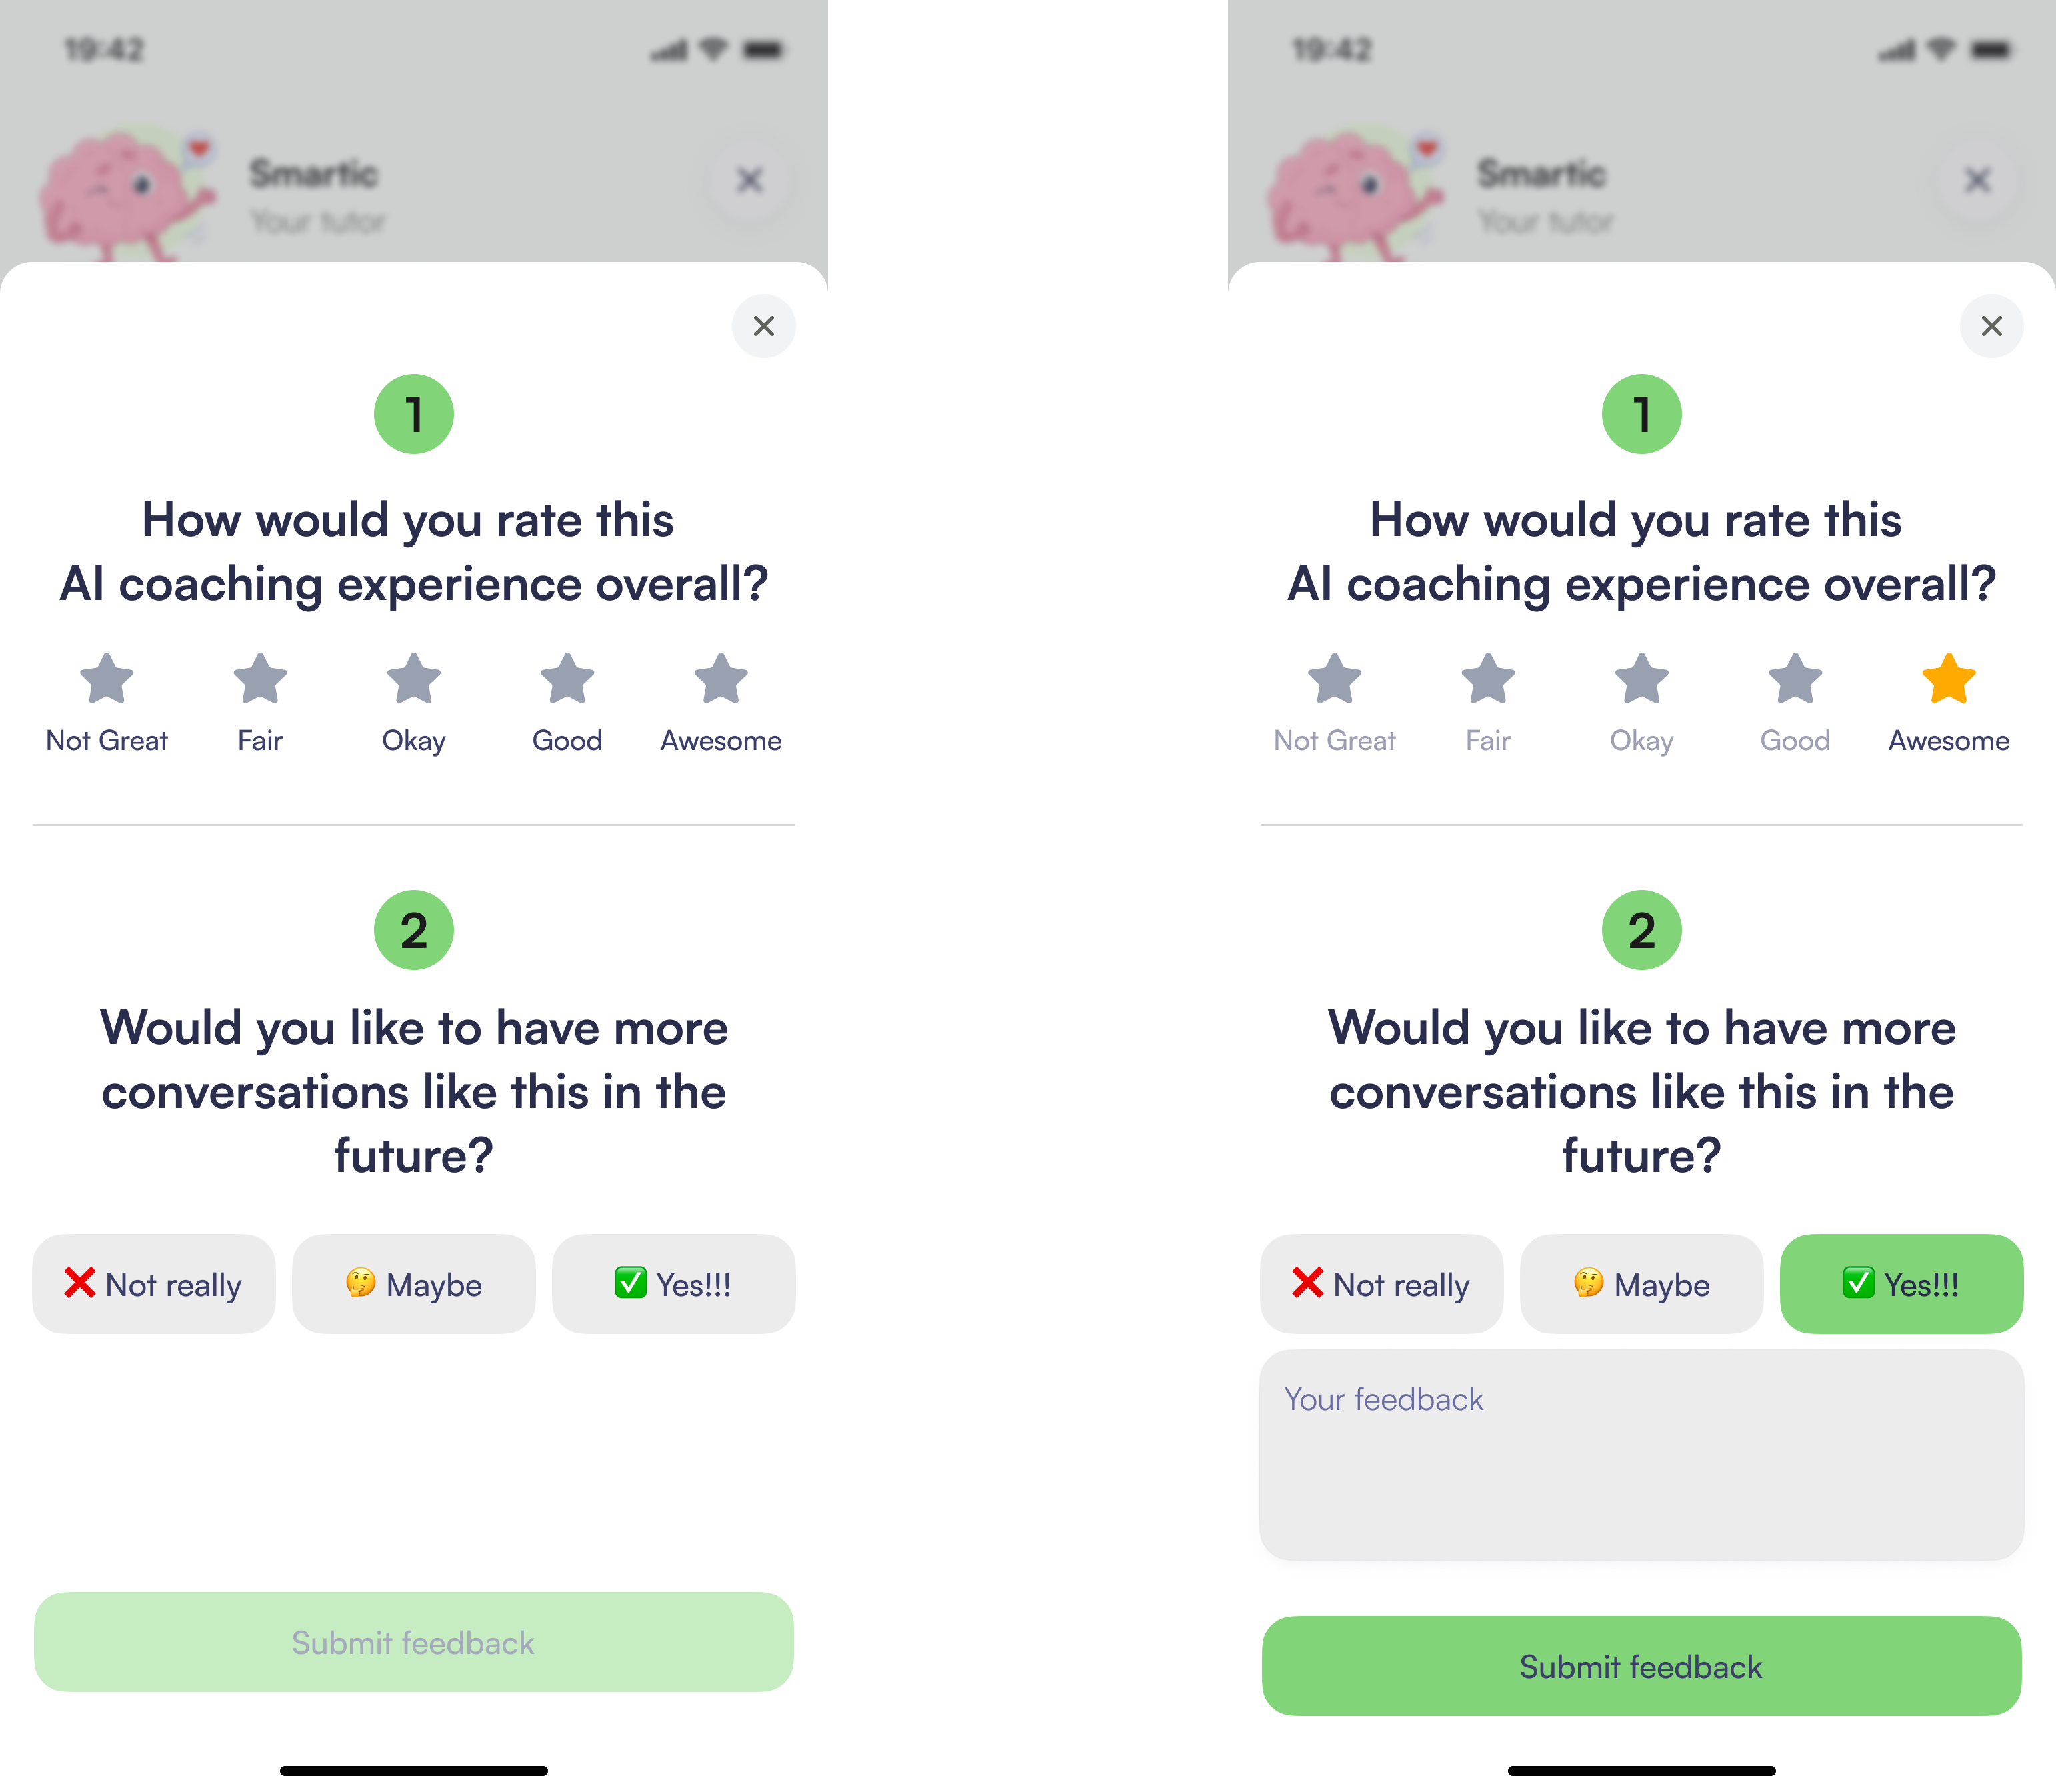 19:42
Smartic
Your tutor
1
How would you rate this
AI coaching experience overall?
Not Great Fair Okay Good Awesome
2
Would you like to have more
conversations like this in the
future?
❌ Not really 🤔 Maybe ✅ Yes!!!
Submit feedback
19:42
Smartic
Your tutor
1
How would you rate this
AI coaching experience overall?
Not Great Fair Okay Good Awesome
2
Would you like to have more
conversations like this in the
future?
❌ Not really 🤔 Maybe ✅ Yes!!!
Your feedback
Submit feedback